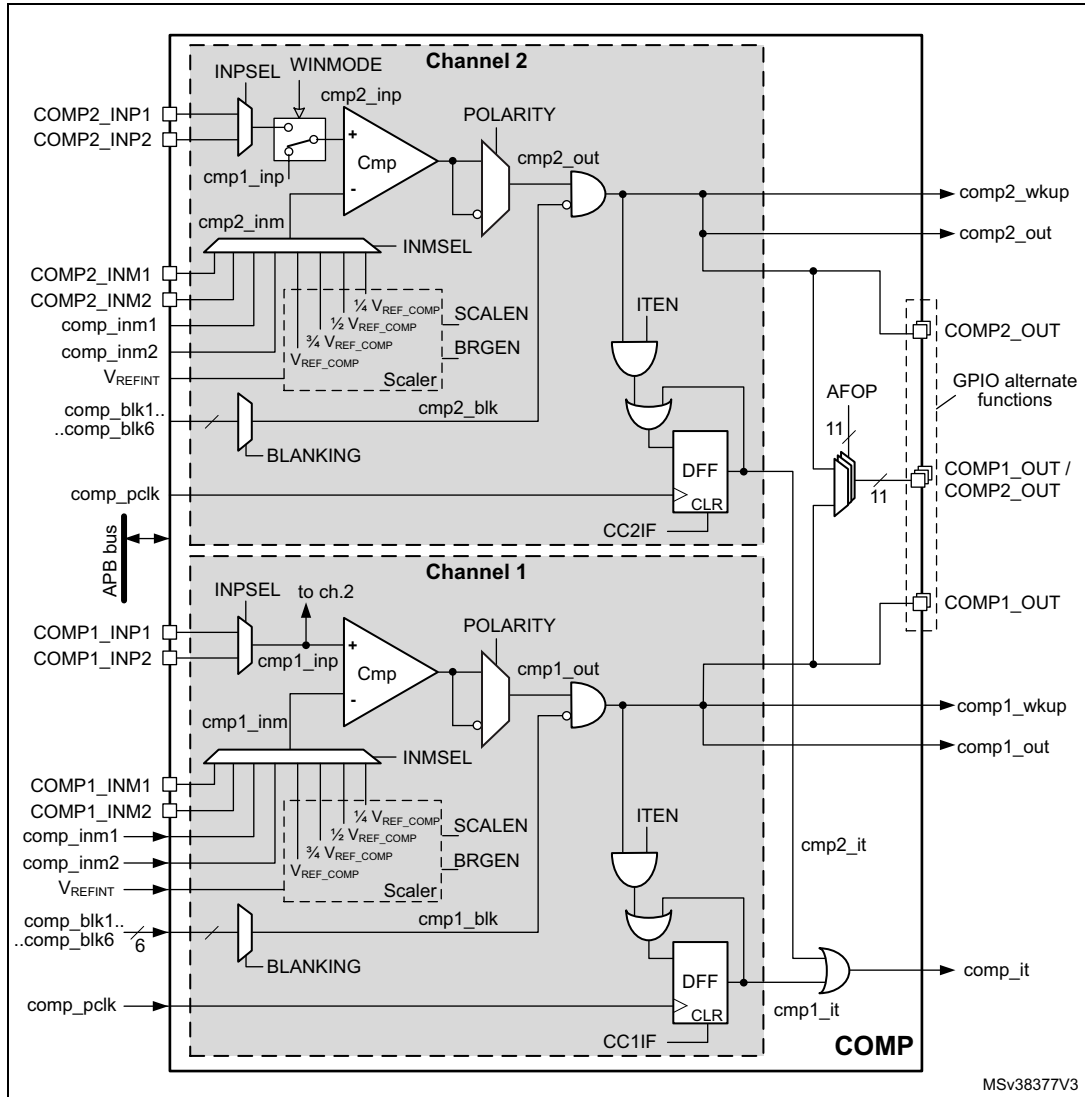 Channel 2
INPSEL
WINMODE
cmp2_inp
COMP2_INP1
COMP2_INP2
+
-
Cmp
POLARITY
cmp2_out
cmp1_inp
comp2_wkup
comp2_out
cmp2_inm
INMSEL
COMP2_INM1
COMP2_INM2
comp_inm1
comp_inm2
VREFINT
¼ VREF_COMP
½ VREF_COMP
¾ VREF_COMP
VREF_COMP
SCALEN
BRGEN
Scaler
ITEN
COMP2_OUT
GPIO alternate
functions
AFOP
11
comp_blk1..
..comp_blk6
cmp2_blk
BLANKING
DFF
CLR
COMP1_OUT /
COMP2_OUT
11
comp_pclk
CC2IF
APB bus
Channel 1
INPSEL
to ch.2
COMP1_INP1
COMP1_INP2
cmp1_inp
+
-
Cmp
POLARITY
cmp1_out
COMP1_OUT
comp1_wkup
comp1_out
cmp1_inm
INMSEL
COMP1_INM1
COMP1_INM2
comp_inm1
comp_inm2
VREFINT
¼ VREF_COMP
½ VREF_COMP
¾ VREF_COMP
VREF_COMP
SCALEN
BRGEN
Scaler
ITEN
cmp2_it
comp_blk1..
..comp_blk6
6
cmp1_blk
BLANKING
DFF
CLR
comp_it
cmp1_it
comp_pclk
CC1IF
COMP
MSv38377V3